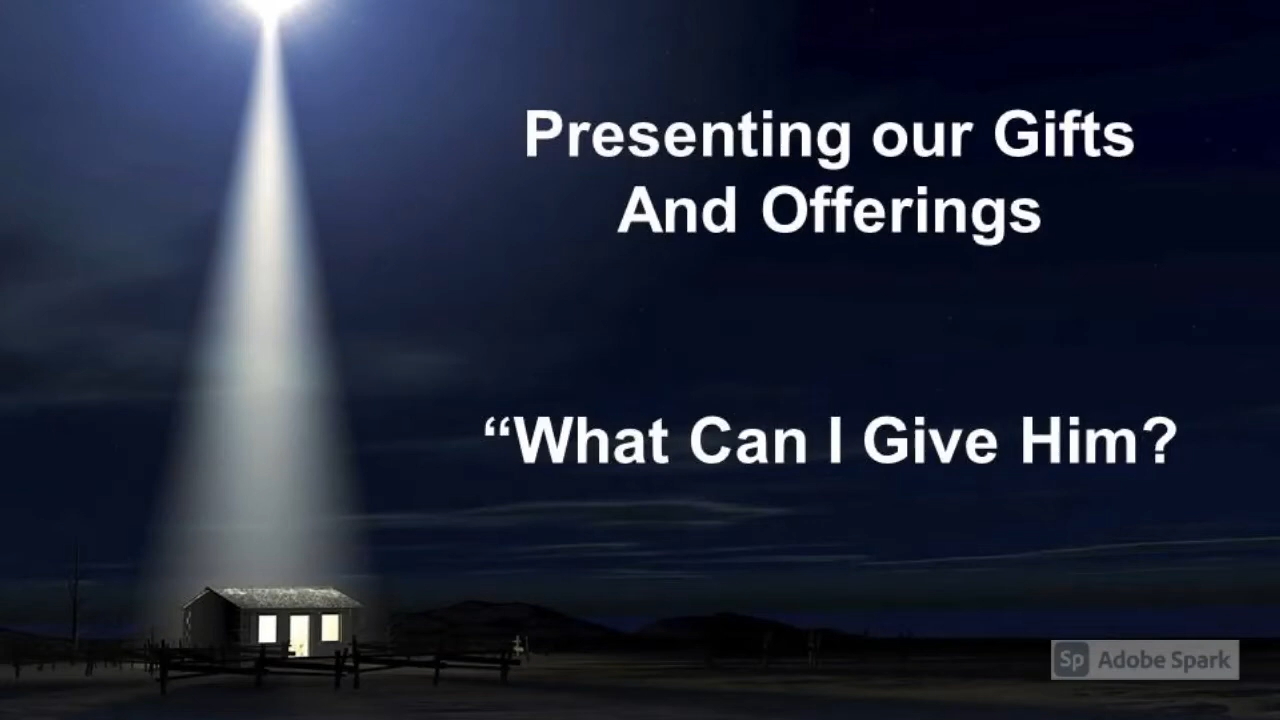 Presenting our Gifts
And Offerings
“What Can I Give Him?
Sp Adobe Spark